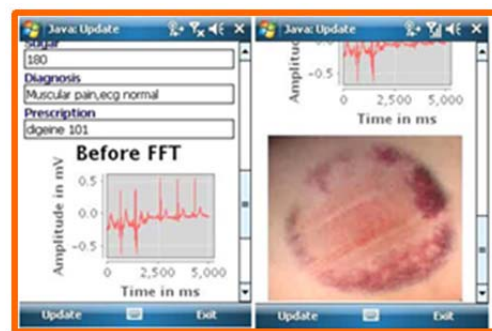 Java: Update
Sugar
180
Diagnosis
Muscular pain,ecg normal
Prescription
digeine 101
Before FFT
Amplitude in mV
0.5
0.0
-0.5
0 2,500 5,000
Time in ms
Update Exit
Java: Update
Amplitude
-0.5
0 2,500 5,000
Time in ms
Update Exit